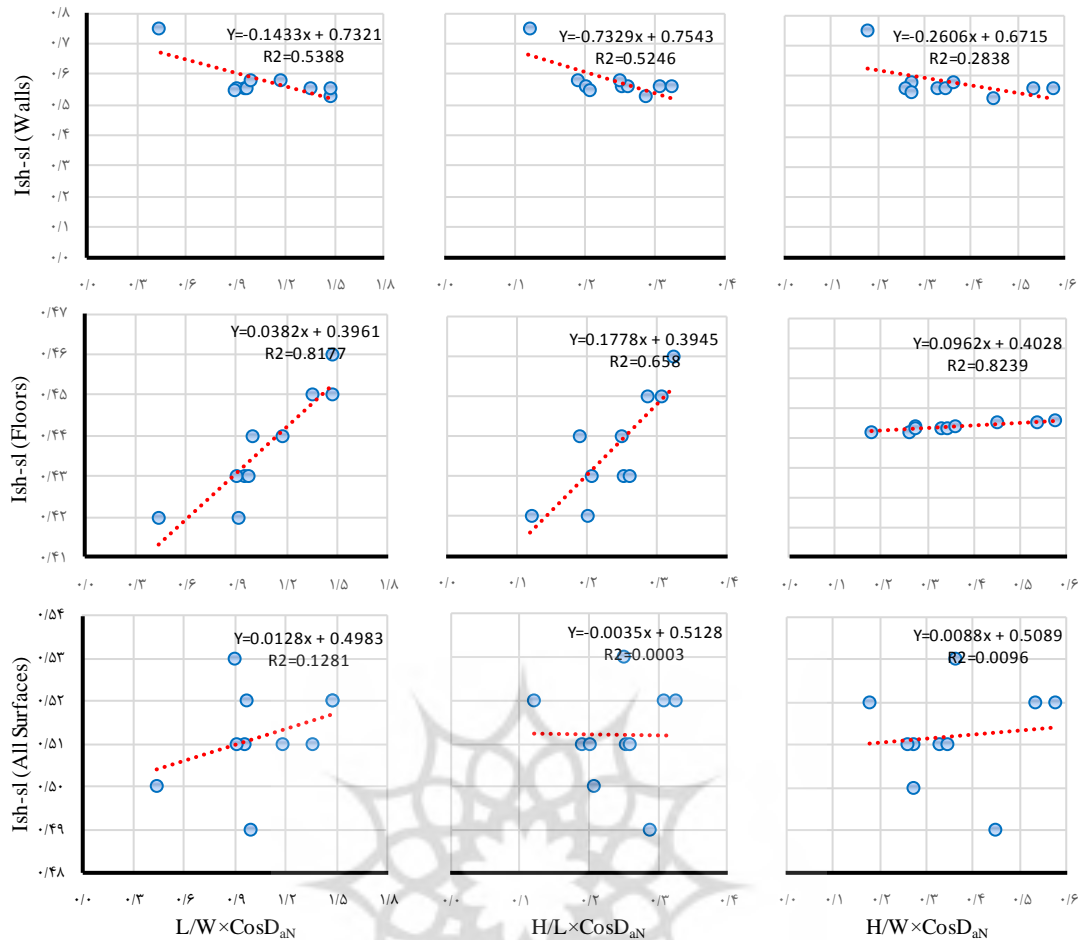 ۰/۸
۰/۷
۰/۶
۰/۵
۰/۴
۰/۳
۰/۲
۰/۱
۰/۰
Ish-sl (Walls)
Y=-0.1433x + 0.7321
R2=0.5388
۰/۰ ۰/۳ ۰/۶ ۰/۹ ۱/۲ ۱/۵ ۱/۸
Y=-0.7329x + 0.7543
R2=0.5246
۰/۰ ۰/۱ ۰/۲ ۰/۳ ۰/۴
Y=-0.2606x + 0.6715
R2=0.2838
۰/۰ ۰/۱ ۰/۲ ۰/۳ ۰/۴ ۰/۵ ۰/۶
۰/۴۷
۰/۴۶
۰/۴۵
۰/۴۴
۰/۴۳
۰/۴۲
۰/۴۱
Ish-sl (Floors)
Y=0.0382x + 0.3961
R2=0.8177
۰/۰ ۰/۳ ۰/۶ ۰/۹ ۱/۲ ۱/۵ ۱/۸
Y=0.1778x + 0.3945
R2=0.658
۰/۰ ۰/۱ ۰/۲ ۰/۳ ۰/۴
Y=0.0962x + 0.4028
R2=0.8239
۰/۰ ۰/۱ ۰/۲ ۰/۳ ۰/۴ ۰/۵ ۰/۶
۰/۵۴
۰/۵۳
۰/۵۲
۰/۵۱
۰/۵۰
۰/۴۹
۰/۴۸
Ish-sl (All Surfaces)
Y=0.0128x + 0.4983
R2=0.1281
۰/۰ ۰/۳ ۰/۶ ۰/۹ ۱/۲ ۱/۵ ۱/۸
L/W×CosDaN
Y=-0.0035x + 0.5128
R2=0.0003
۰/۰ ۰/۱ ۰/۲ ۰/۳ ۰/۴
H/L×CosDaN
Y=0.0088x + 0.5089
R2=0.0096
۰/۰ ۰/۱ ۰/۲ ۰/۳ ۰/۴ ۰/۵ ۰/۶
H/W×CosDaN